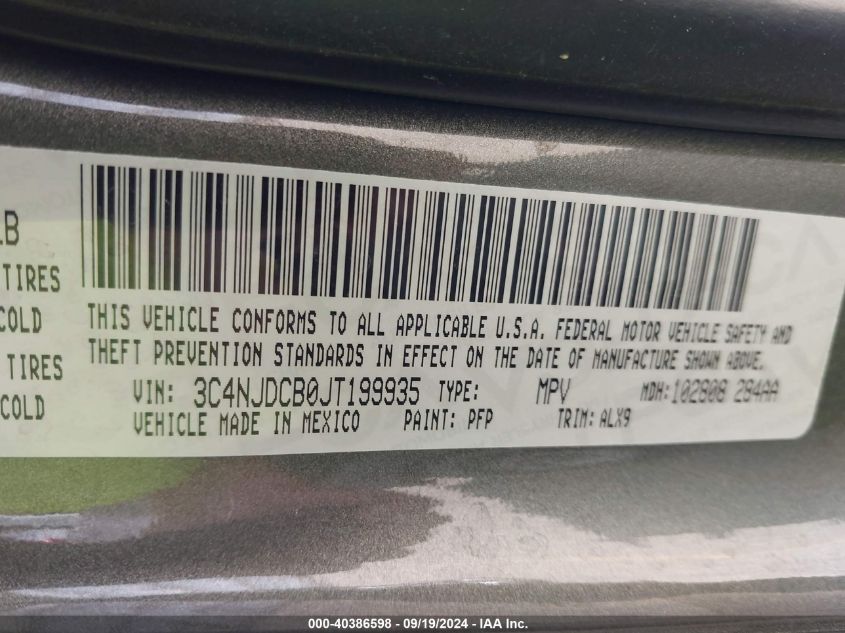 LB
TIRES
COLD
TIRES
COLD
THIS VEHICLE CONFORMS TO ALL APPLICABLE U.S.A. FEDERAL MOTOR VEHICLE SAFETY AND
THEFT PREVENTION STANDARDS IN EFFECT ON THE DATE OF MANUFACTURE SHOWN ABOVE.
VIN: 3C4NJDCB0JT199935 TYPE: MPV MDH: 102808 284AA
VEHICLE MADE IN MEXICO PAINT: PFP TRIM: ALX9
000-40386598 - 09/19/2024 - IAA Inc.